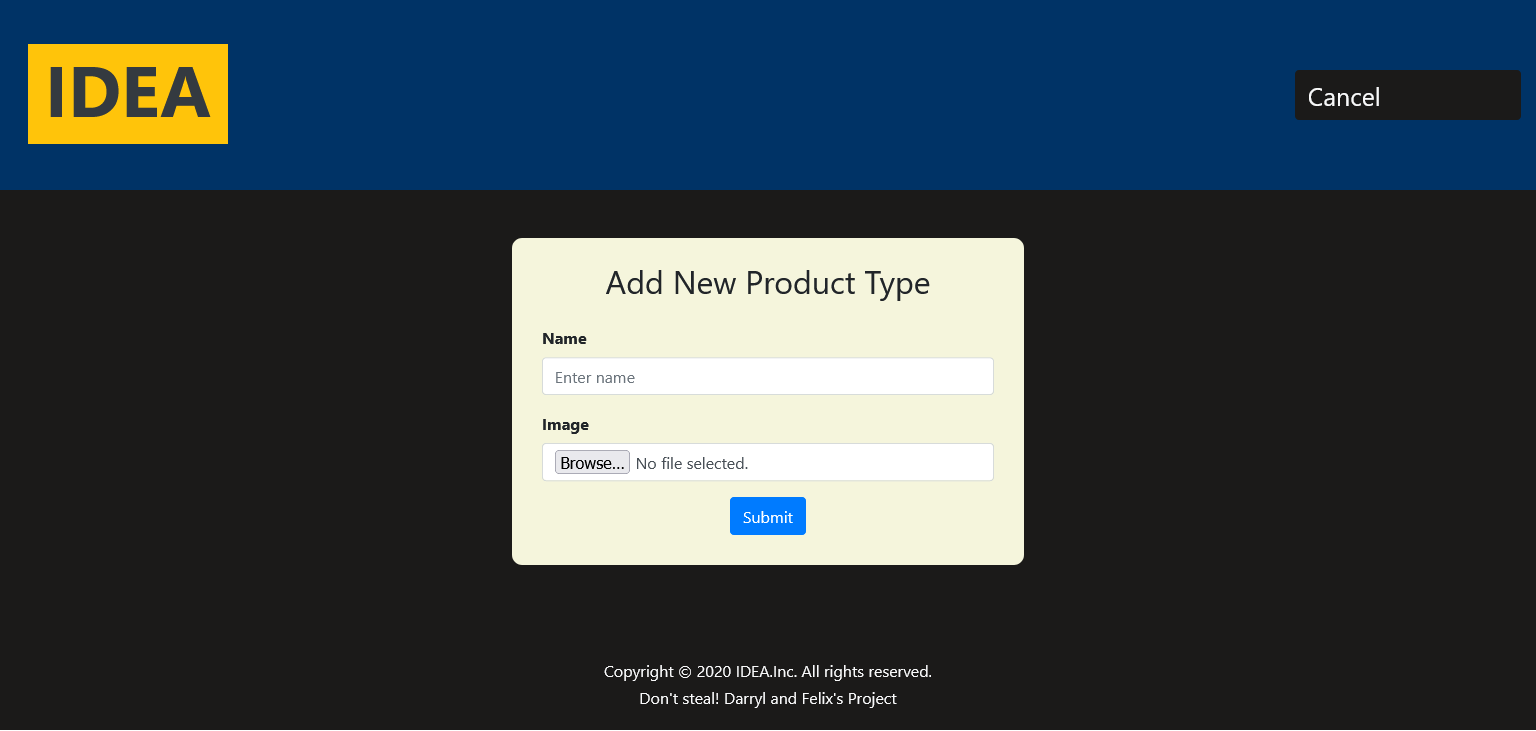 IDEA
Cancel
Add New Product Type
Name
Enter name
Image
Browse... No file selected.
Submit
Copyright © 2020 IDEA.Inc. All rights reserved.
Don't steal! Darryl and Felix's Project